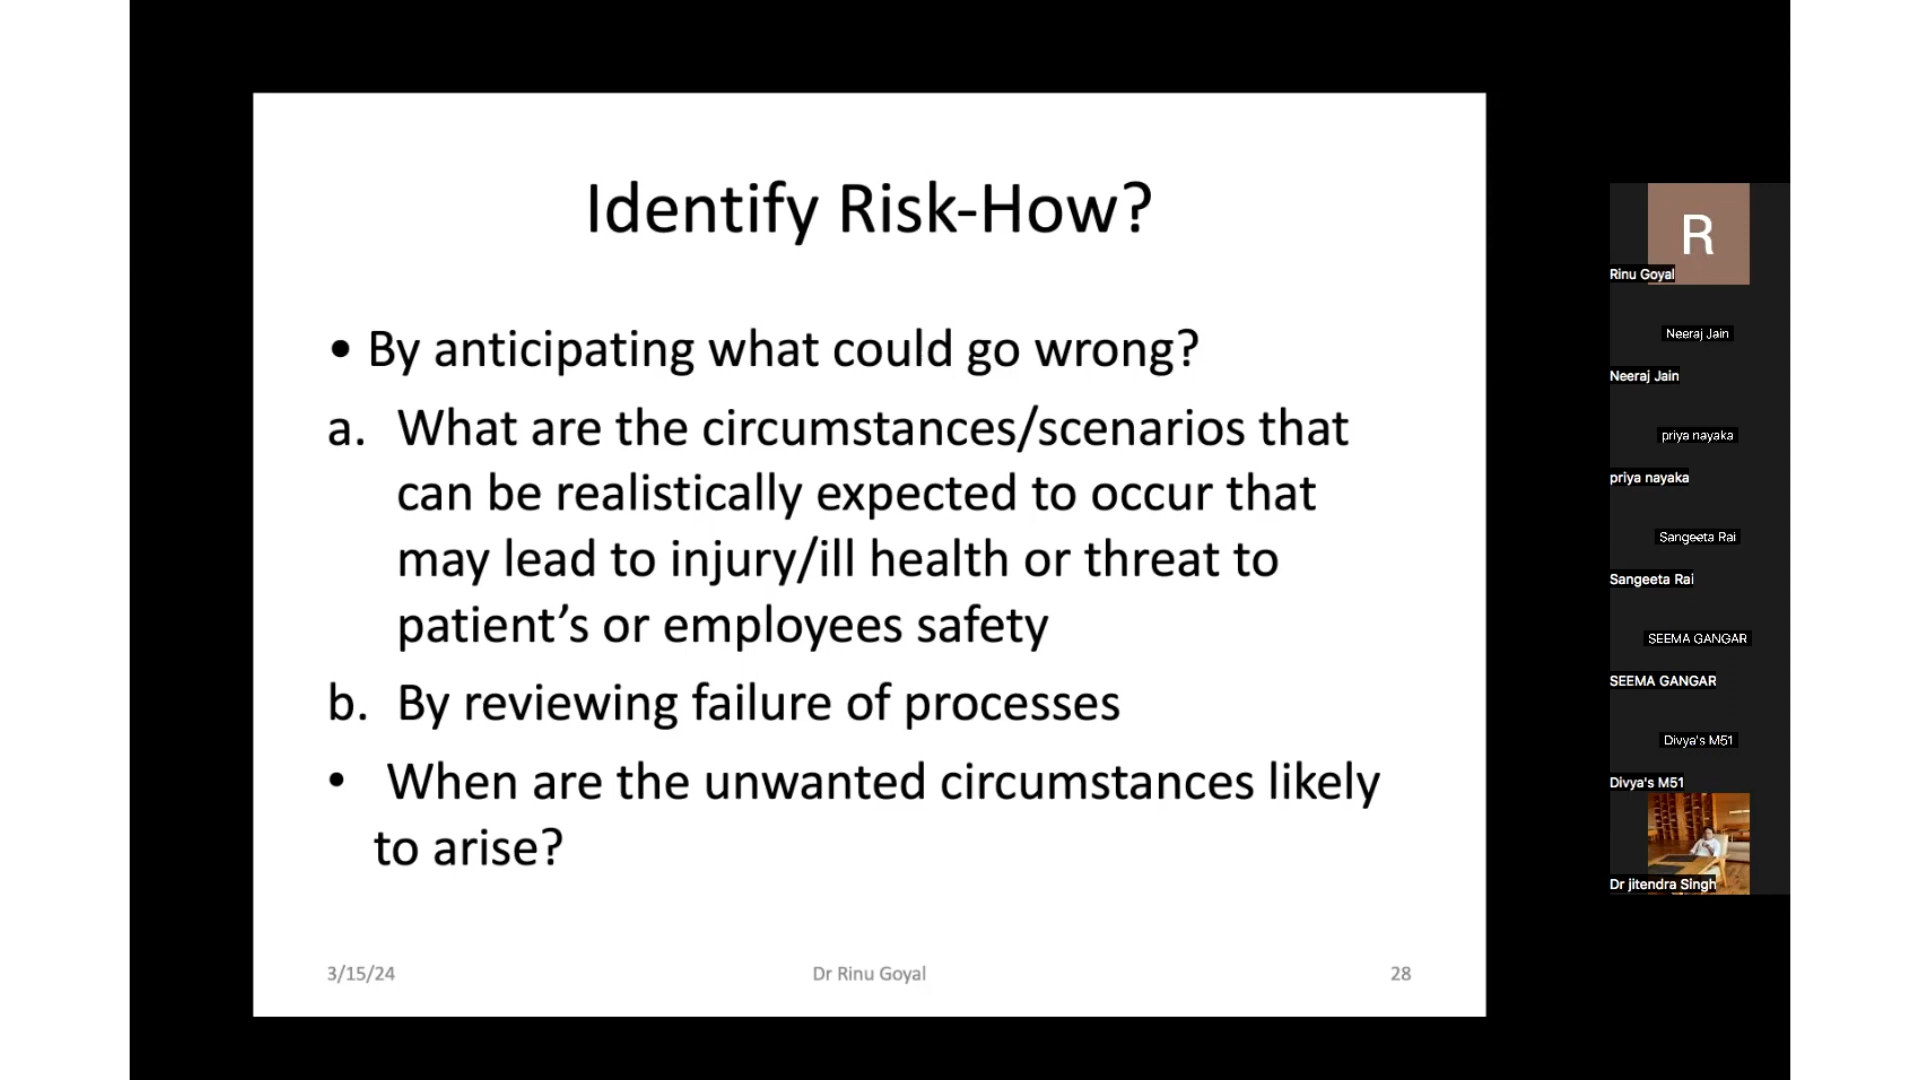 Identify Risk-How?
• By anticipating what could go wrong?
a. What are the circumstances/scenarios that
can be realistically expected to occur that
may lead to injury/ill health or threat to
patient’s or employees safety
b. By reviewing failure of processes
• When are the unwanted circumstances likely
to arise?
3/15/24
Dr Rinu Goyal
28
R
Rinu Goyal
Neeraj Jain
Neeraj Jain
priya nayaka
priya nayaka
Sangeeta Rai
Sangeeta Rai
SEEMA GANGAR
SEEMA GANGAR
Divya's M51
Divya's M51
Dr jitendra Singh